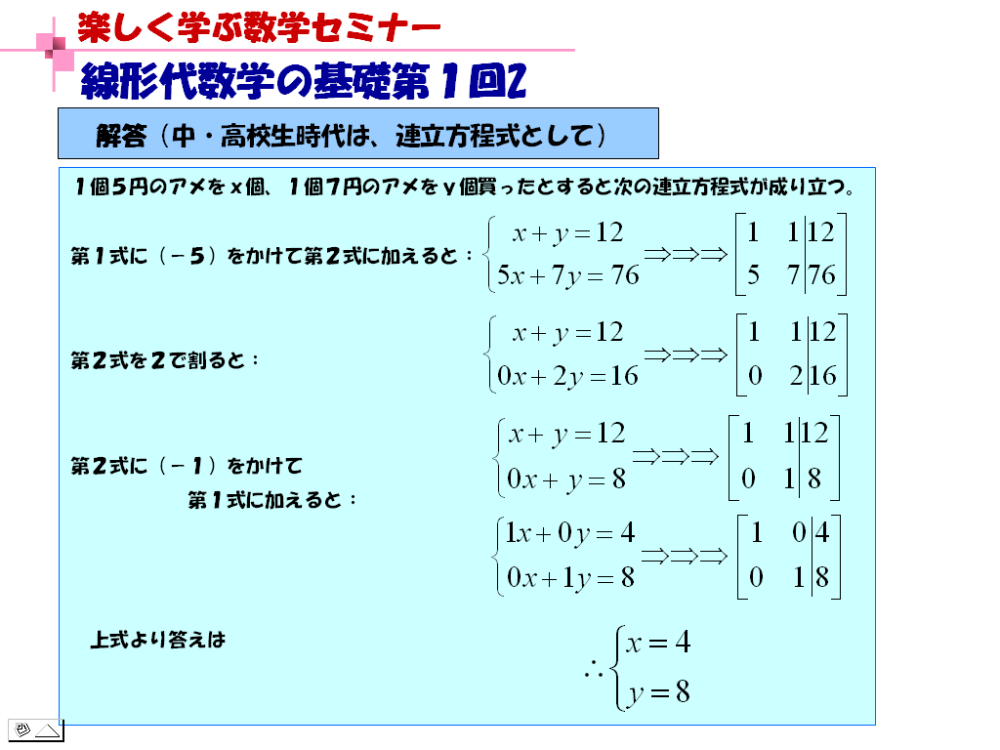 楽しく学ぶ数学セミナー
線形代数学の基礎第１回2
解答（中・高校生時代は、連立方程式として）
１個５円のアメをｘ個、１個７円のアメをｙ個買ったとすると次の連立方程式が成り立つ。
x + y = 12 ⇒⇒⇒ 1 1 12
第１式に（－５）をかけて第２式に加えると：
5x + 7y = 76 5 7 76
x + y = 12 ⇒⇒⇒ 1 1 12
第２式を２で割ると：
0x + 2y = 16 0 2 16
x + y = 12 ⇒⇒⇒ 1 1 12
第２式に（－１）をかけて
0x + y = 8 0 1 8
第１式に加えると：
1x + 0y = 4 ⇒⇒⇒ 1 0 4
0x + 1y = 8 0 1 8
上式より答えは
∴ x = 4
y = 8